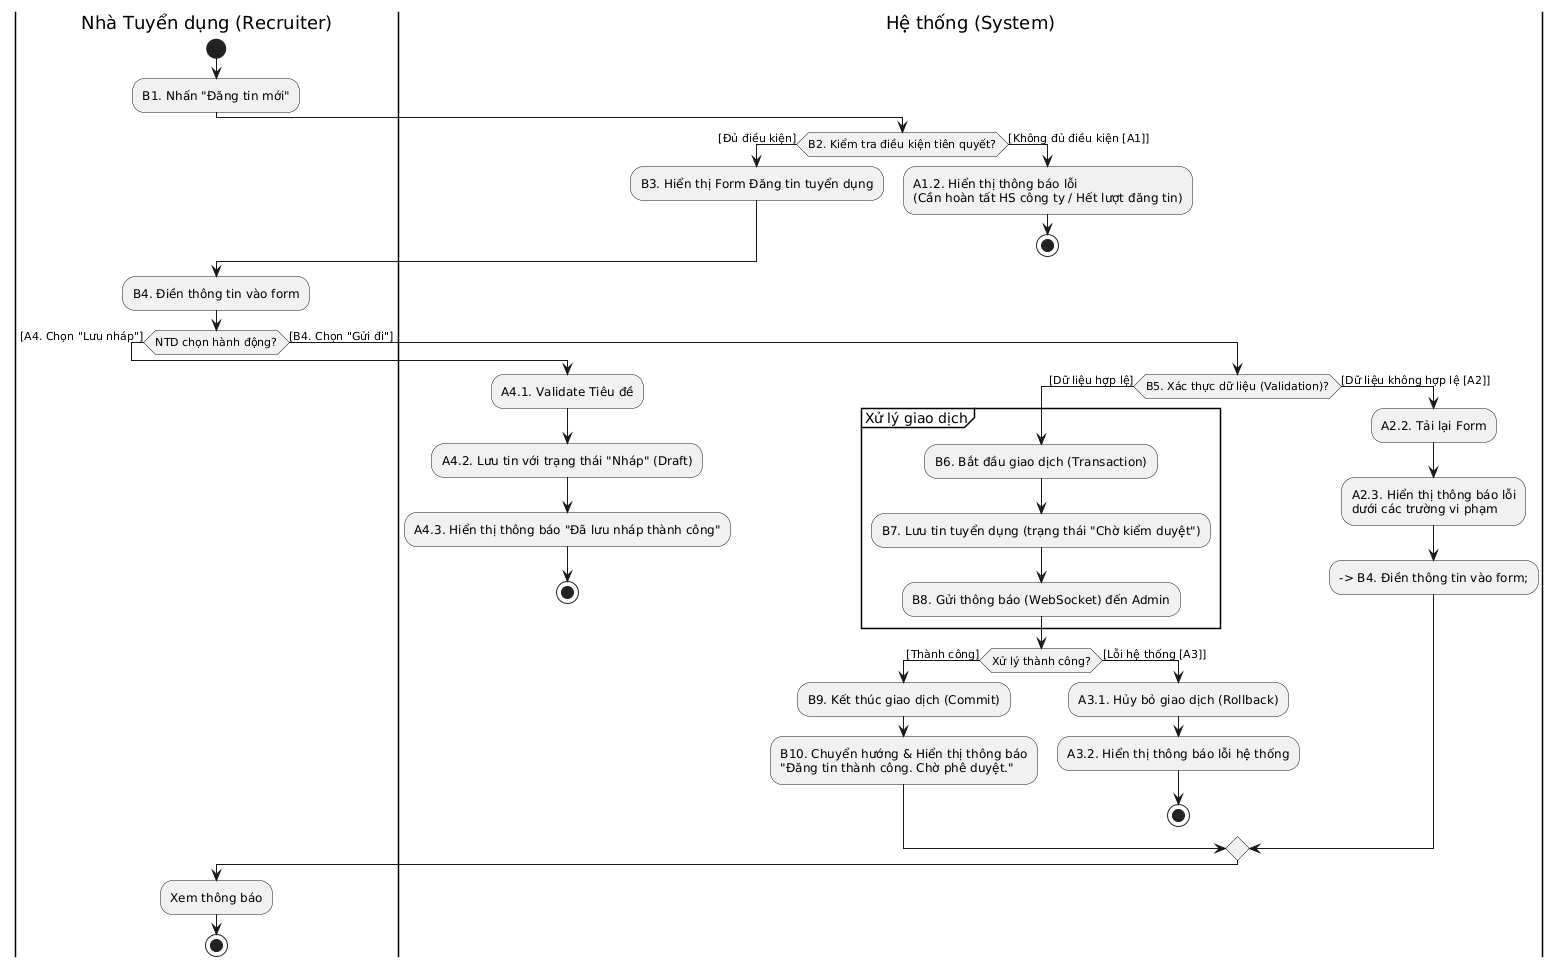 Nhà Tuyển dụng (Recruiter)
Hệ thống (System)
B1. Nhấn "Đăng tin mới"
[Đủ điều kiện]
B2. Kiểm tra điều kiện tiên quyết?
[Không đủ điều kiện [A1]]
B3. Hiển thị Form Đăng tin tuyển dụng
A1.2. Hiển thị thông báo lỗi
(Cần hoàn tất HS công ty / Hết lượt đăng tin)
B4. Điền thông tin vào form
[A4. Chọn "Lưu nháp"]
NTD chọn hành động?
[B4. Chọn "Gửi đi"]
A4.1. Validate Tiêu đề
A4.2. Lưu tin với trạng thái "Nháp" (Draft)
A4.3. Hiển thị thông báo "Đã lưu nháp thành công"
[Dữ liệu hợp lệ]
B5. Xác thực dữ liệu (Validation)?
[Dữ liệu không hợp lệ [A2]]
Xử lý giao dịch
B6. Bắt đầu giao dịch (Transaction)
B7. Lưu tin tuyển dụng (trạng thái "Chờ kiểm duyệt")
B8. Gửi thông báo (WebSocket) đến Admin
A2.2. Tải lại Form
A2.3. Hiển thị thông báo lỗi
dưới các trường vi phạm
-> B4. Điền thông tin vào form;
[Thành công]
Xử lý thành công?
[Lỗi hệ thống [A3]]
B9. Kết thúc giao dịch (Commit)
B10. Chuyển hướng & Hiển thị thông báo
"Đăng tin thành công. Chờ phê duyệt."
A3.1. Hủy bỏ giao dịch (Rollback)
A3.2. Hiển thị thông báo lỗi hệ thống
Xem thông báo